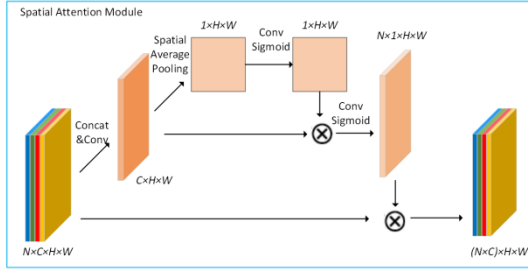 Spatial Attention Module
1×H×W
1×H×W
Spatial
Average
Pooling
Conv
Sigmoid
N×1×H×W
Concat
&Conv
Conv
Sigmoid
C×H×W
N×C×H×W
(N×C)×H×W